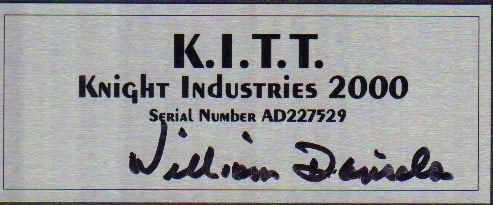 K.I.T.T.
Knight Industries 2000
Serial Number AD227529
William Daniels